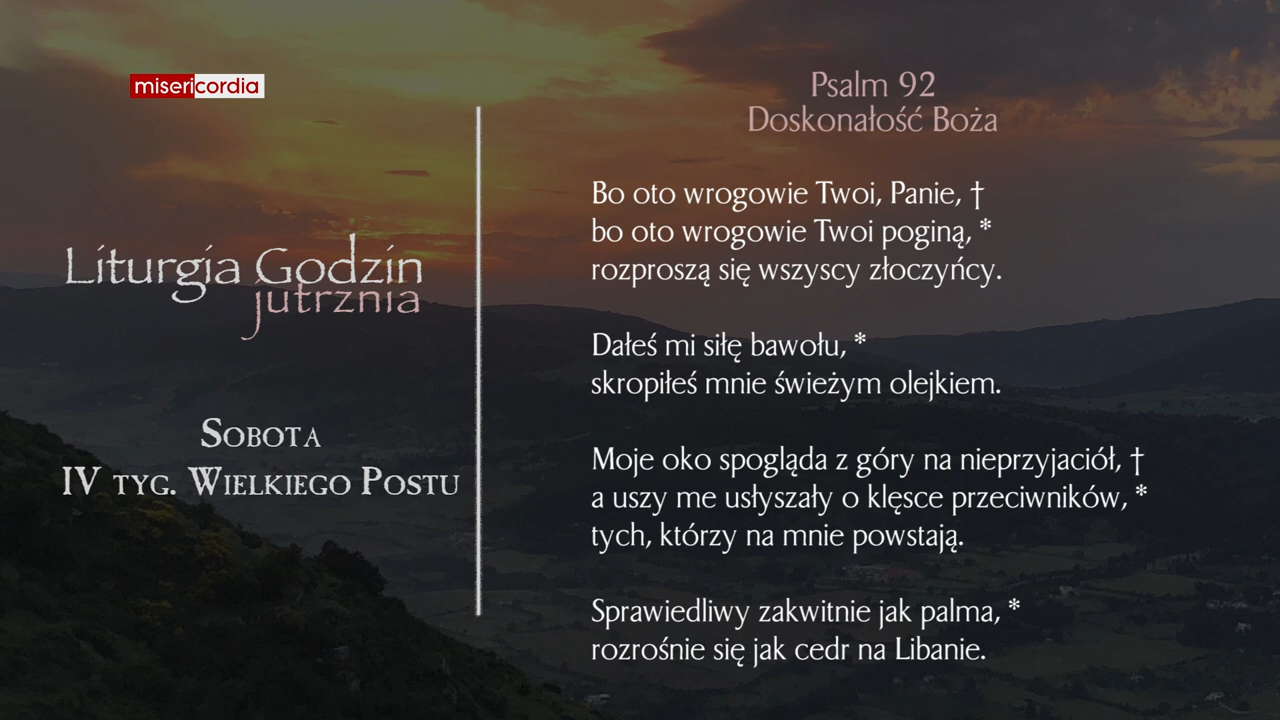 misericordia
Liturgia Godzin
jutrznia
Sobota
IV tyg. Wielkiego Postu
Psalm 92
Doskonałość Boża
Bo oto wrogowie Twoi, Panie, †
bo oto wrogowie Twoi poginą, *
rozproszą się wszyscy złoczyńcy.
Dałeś mi siłę bawołu, *
skropiłeś mnie świeżym olejkiem.
Moje oko spogląda z góry na nieprzyjaciół, †
a uszy me usłyszały o klęsce przeciwników, *
tych, którzy na mnie powstają.
Sprawiedliwy zakwitnie jak palma, *
rozrośnie się jak cedr na Libanie.